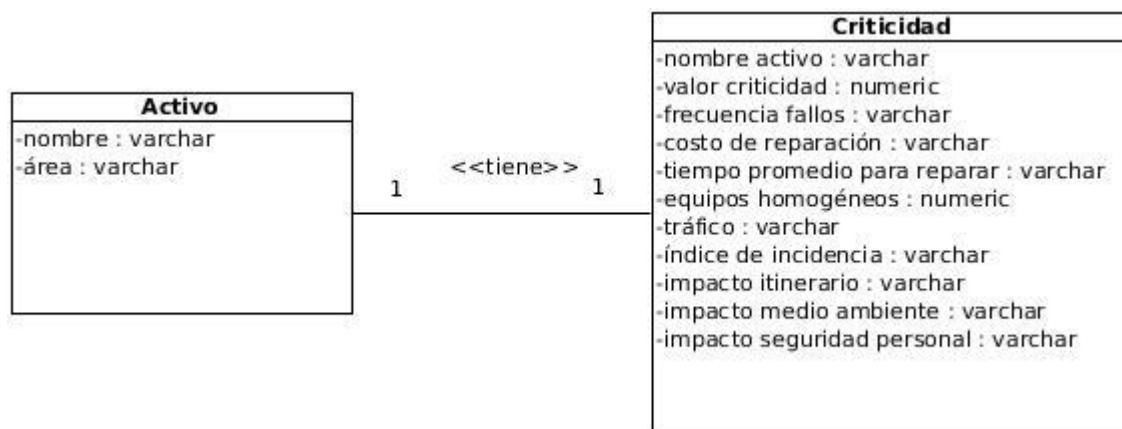 Activo
-nombre : varchar
-área : varchar
1
<<tiene>>
1
Criticidad
-nombre activo : varchar
-valor criticidad : numeric
-frecuencia fallos : varchar
-costo de reparación : varchar
-tiempo promedio para reparar : varchar
-equipos homogéneos : numeric
-tráfico : varchar
-índice de incidencia : varchar
-impacto itinerario : varchar
-impacto medio ambiente : varchar
-impacto seguridad personal : varchar